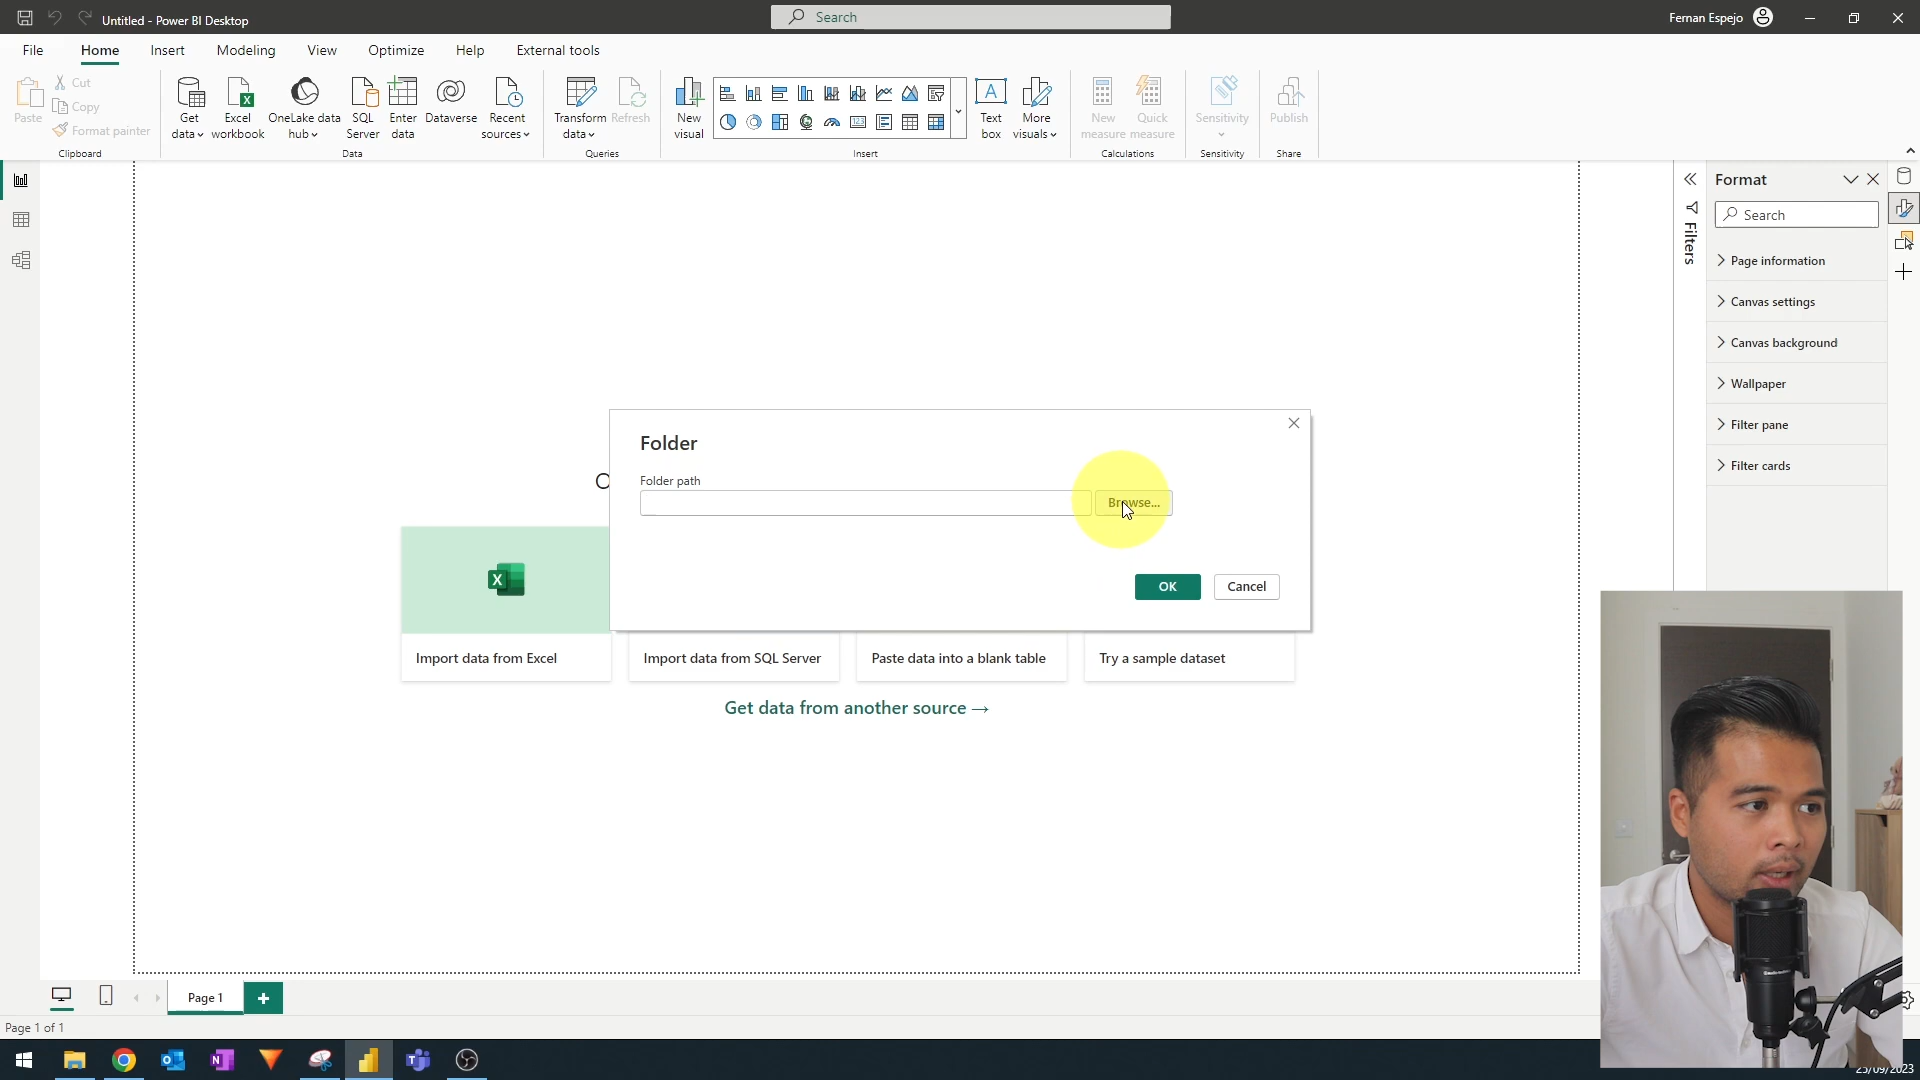 Untitled - Power BI Desktop
Search
Fernan Espejo
File
Home
Insert
Modeling
View
Optimize
Help
External tools
Paste
Cut
Copy
Format painter
Clipboard
Get data
Excel workbook
OneLake data hub
SQL Server
Enter data
Dataverse
Recent sources
Data
Transform data
Refresh
Queries
New visual
123
A
Text box
More visuals
Insert
New measure
Quick measure
Calculations
Sensitivity
Sensitivity
Publish
Share
Filters
Format
Search
Page information
Canvas settings
Canvas background
Wallpaper
Filter pane
Filter cards
Folder
Folder path
Browse...
OK
Cancel
Import data from Excel
Import data from SQL Server
Paste data into a blank table
Try a sample dataset
Get data from another source →
Page 1
Page 1 of 1
25/09/2023